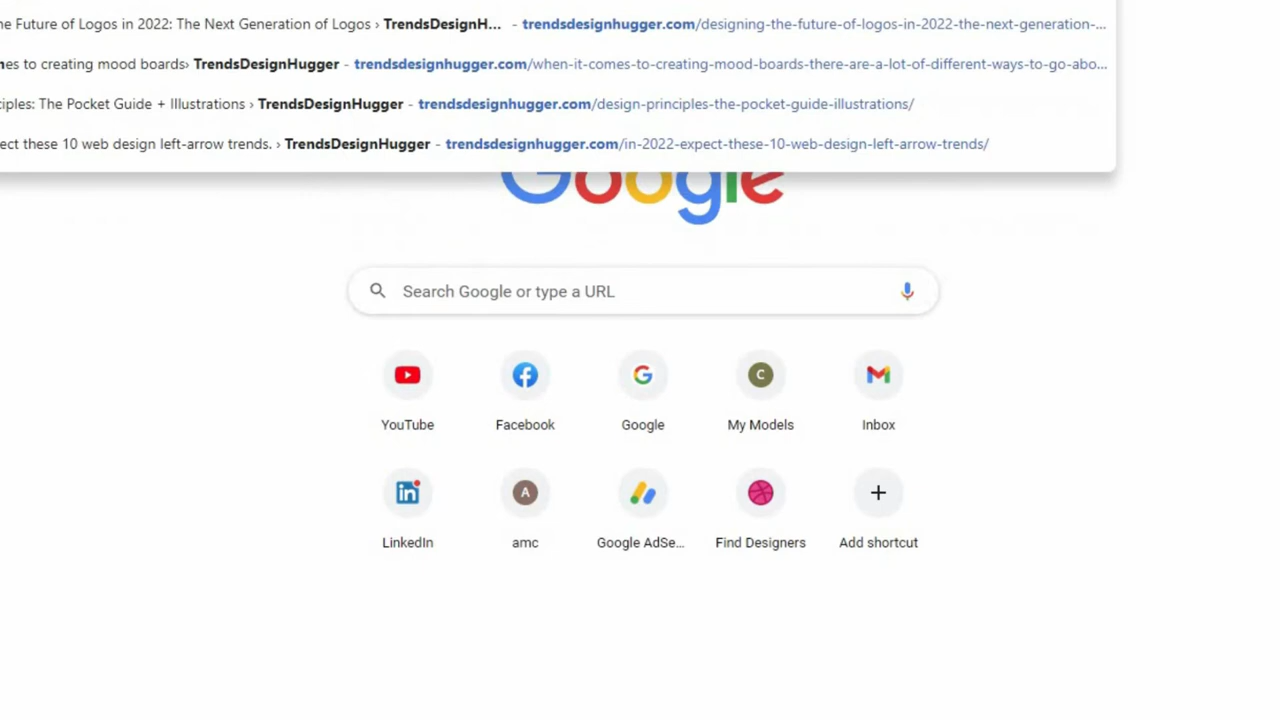 he Future of Logos in 2022: The Next Generation of Logos › TrendsDesignH... - trendsdesignhugger.com/designing-the-future-of-logos-in-2022-the-next-generation-...
es to creating mood boards› TrendsDesignHugger - trendsdesignhugger.com/when-it-comes-to-creating-mood-boards-there-are-a-lot-of-different-ways-to-go-abo...
ciples: The Pocket Guide + Illustrations › TrendsDesignHugger - trendsdesignhugger.com/design-principles-the-pocket-guide-illustrations/
ect these 10 web design left-arrow trends. › TrendsDesignHugger - trendsdesignhugger.com/in-2022-expect-these-10-web-design-left-arrow-trends/
Google
Search Google or type a URL
YouTube Facebook Google My Models Inbox
LinkedIn amc Google AdSe... Find Designers Add shortcut